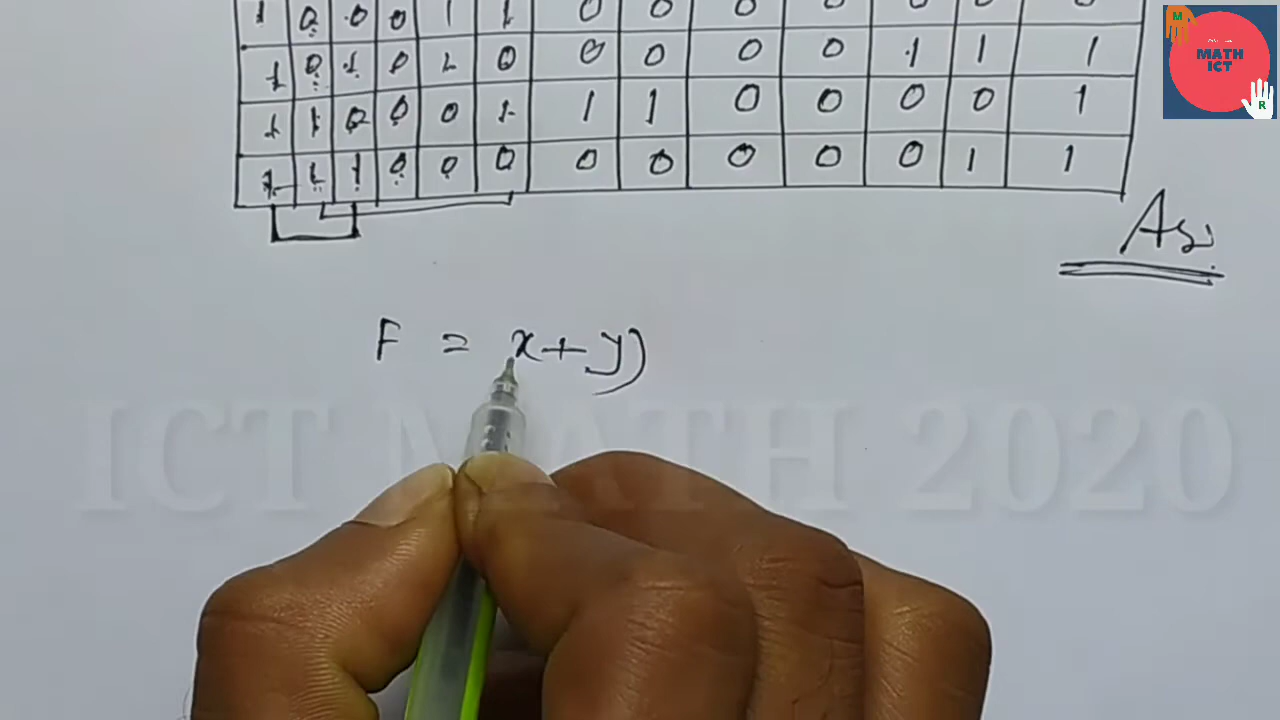 1 0 0 0 1 1 0 0 0 0 0 0 0
1 0 1 0 1 0 0 0 0 0 1 1 1
1 1 0 0 0 1 1 1 0 0 0 0 1
1 1 1 0 0 0 0 0 0 0 0 1 1
As
F = x+y)
MATH
ICT
M
R
ICT MATH 2020